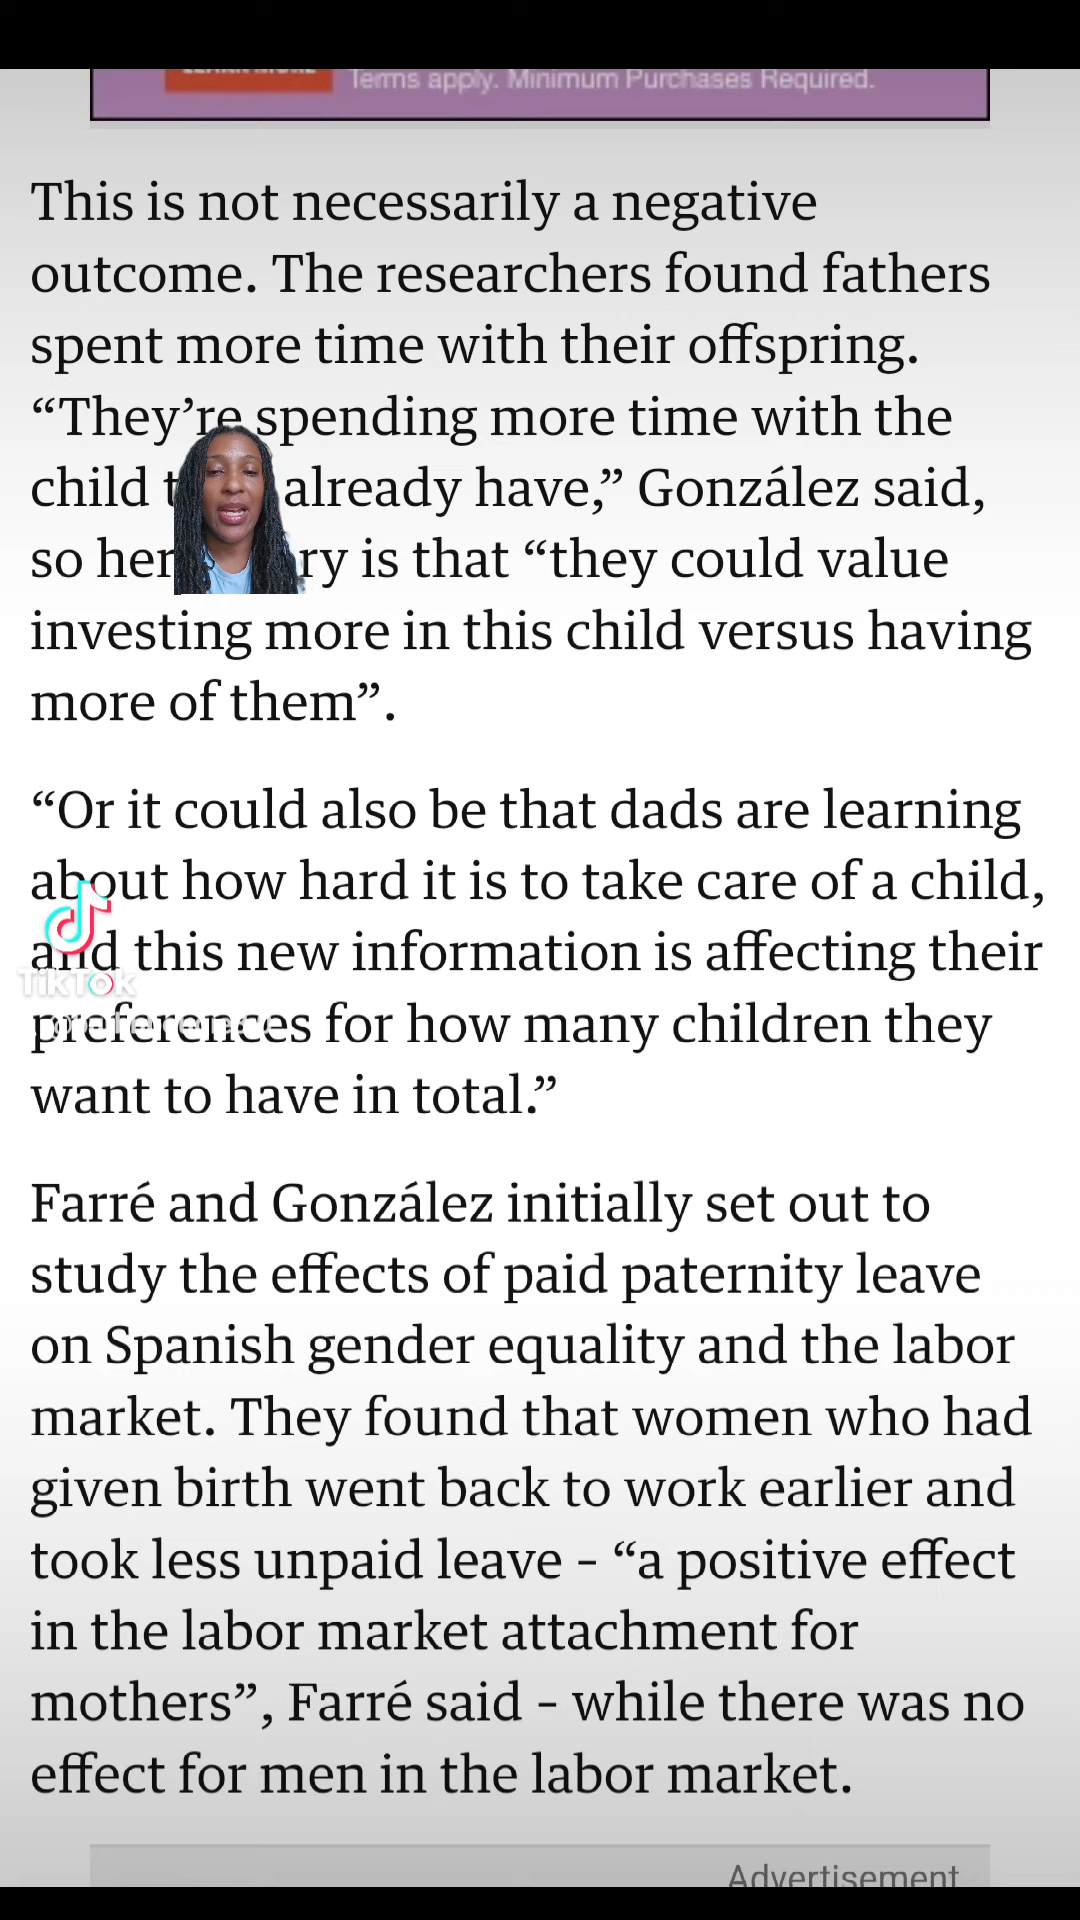 Terms apply. Minimum Purchases Required.
This is not necessarily a negative
outcome. The researchers found fathers
spent more time with their offspring.
“They’re spending more time with the
child already have,” González said,
so her ry is that “they could value
investing more in this child versus having
more of them”.
“Or it could also be that dads are learning
about how hard it is to take care of a child,
and this new information is affecting their
TikTok
preferences for how many children they
want to have in total.”
Farré and González initially set out to
study the effects of paid paternity leave
on Spanish gender equality and the labor
market. They found that women who had
given birth went back to work earlier and
took less unpaid leave – “a positive effect
in the labor market attachment for
mothers”, Farré said – while there was no
effect for men in the labor market.
Advertisement